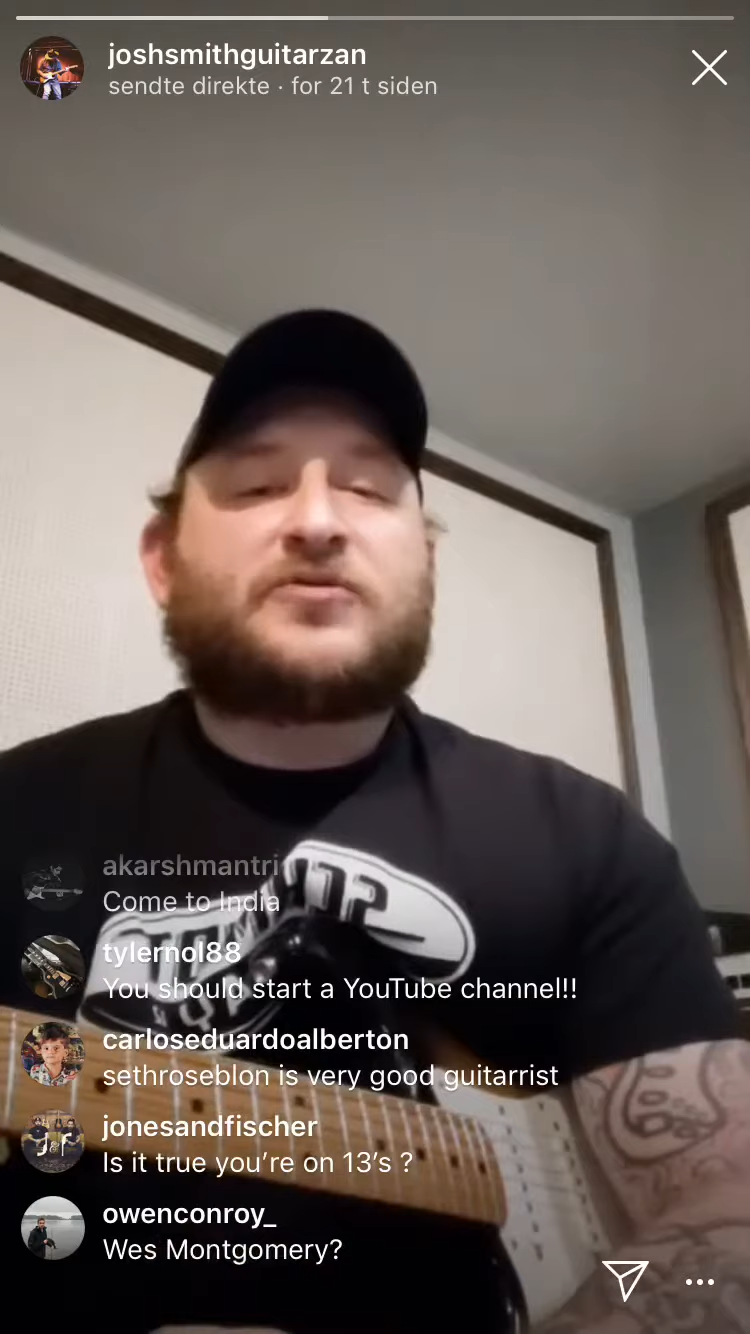 joshsmithguitarzan
sendte direkte · for 21 t siden
akarshmantri
Come to India
tylernol88
You should start a YouTube channel!!
carloseduardoalberton
sethroseblon is very good guitarrist
jonesandfischer
Is it true you’re on 13’s ?
owenconroy_
Wes Montgomery?